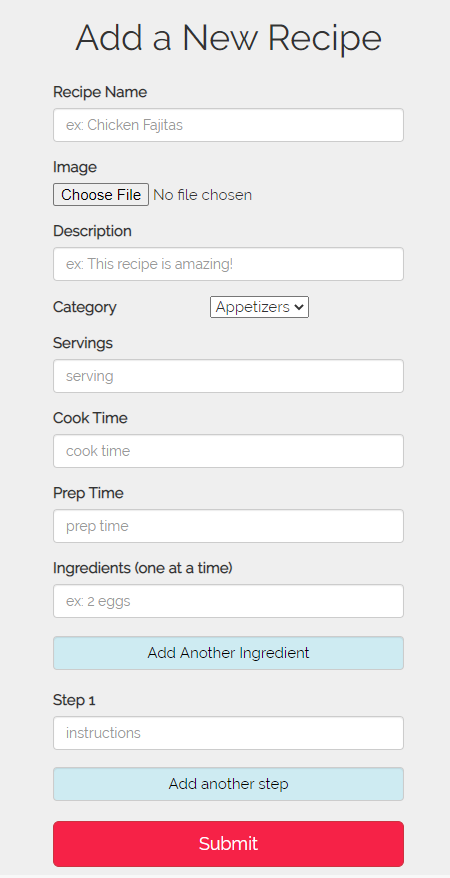 Add a New Recipe
Recipe Name
ex: Chicken Fajitas
Image
Choose File No file chosen
Description
ex: This recipe is amazing!
Category Appetizers
Servings
serving
Cook Time
cook time
Prep Time
prep time
Ingredients (one at a time)
ex: 2 eggs
Add Another Ingredient
Step 1
instructions
Add another step
Submit